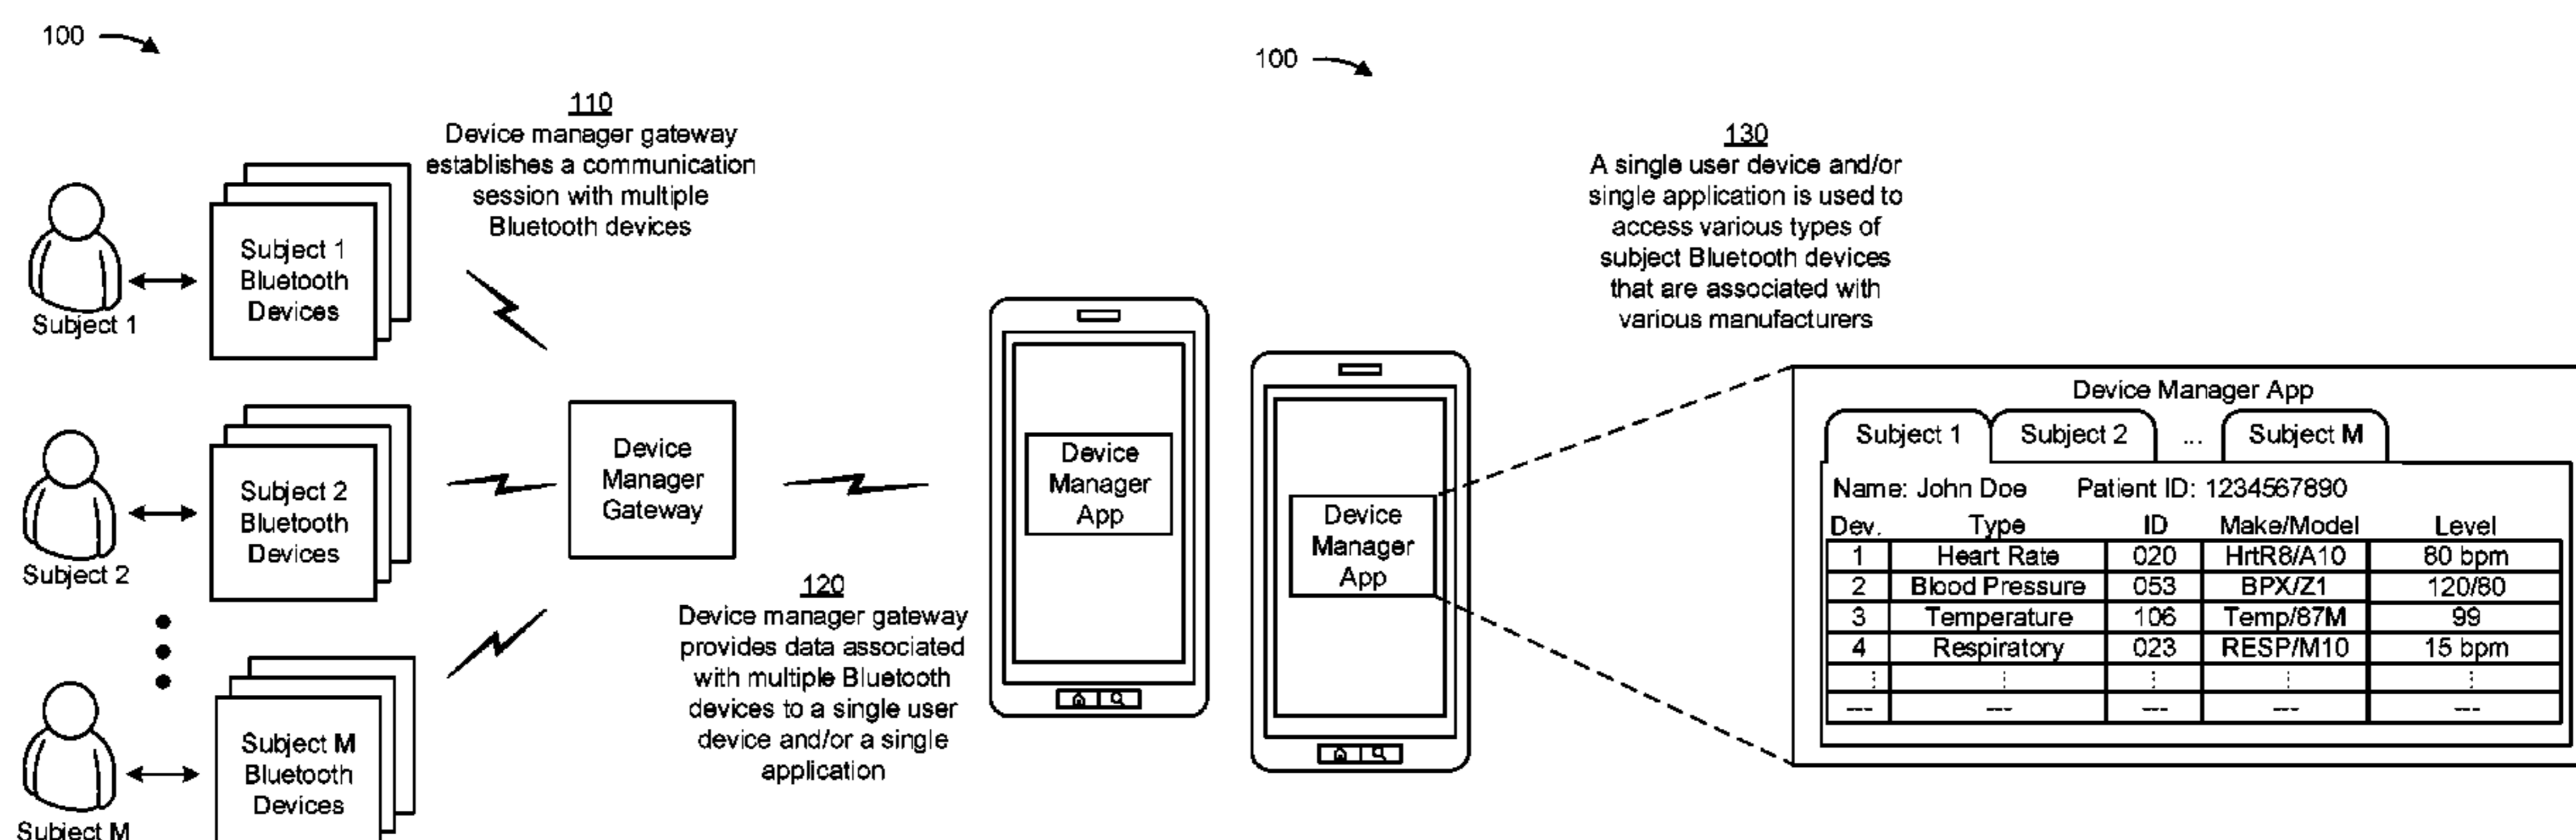 100
110
Device manager gateway
establishes a communication
session with multiple
Bluetooth devices
Subject 1
Bluetooth
Devices
Subject 1
Subject 2
Bluetooth
Devices
Subject 2
Subject M
Bluetooth
Devices
Subject M
Device
Manager
Gateway
120
Device manager gateway
provides data associated
with multiple Bluetooth
devices to a single user
device and/or a single
application
Device
Manager
App
100
130
A single user device and/or
single application is used to
access various types of
subject Bluetooth devices
that are associated with
various manufacturers
Device
Manager
App
Device Manager App
Subject 1 Subject 2 ... Subject M
Name: John Doe Patient ID: 1234567890
Dev. Type ID Make/Model Level
1 Heart Rate 020 HrtR8/A10 80 bpm
2 Blood Pressure 053 BPX/Z1 120/80
3 Temperature 106 Temp/87M 99
4 Respiratory 023 RESP/M10 15 bpm
⋮ ⋮ ⋮ ⋮ ⋮
--- --- --- --- ---